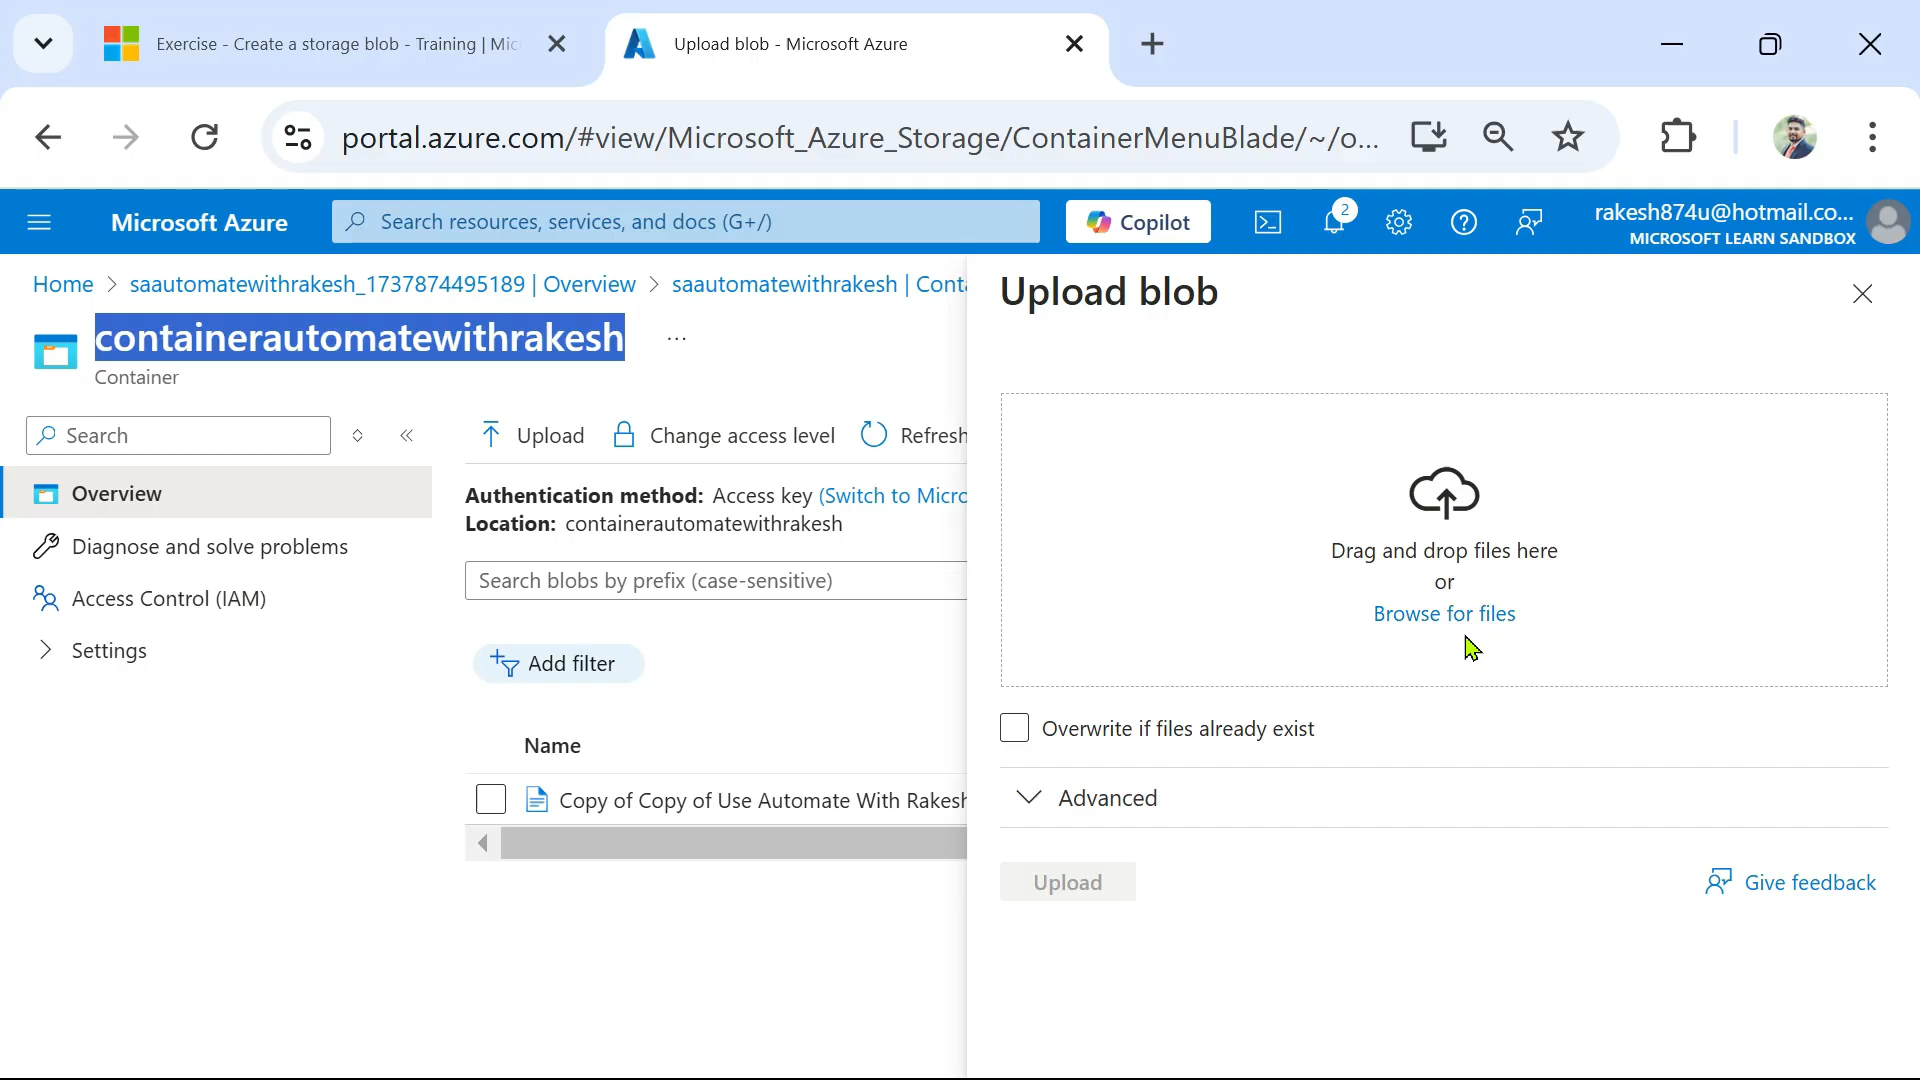 Exercise - Create a storage blob - Training | Mic
Upload blob - Microsoft Azure
portal.azure.com/#view/Microsoft_Azure_Storage/ContainerMenuBlade/~/o...
Microsoft Azure
Search resources, services, and docs (G+/)
Copilot
2
rakesh874u@hotmail.co...
MICROSOFT LEARN SANDBOX
Home > saautomatewithrakesh_1737874495189 | Overview > saautomatewithrakesh | Conta
containerautomatewithrakesh
...
Container
Search
Overview
Diagnose and solve problems
Access Control (IAM)
Settings
Upload
Change access level
Refresh
Authentication method: Access key (Switch to Micro
Location: containerautomatewithrakesh
Search blobs by prefix (case-sensitive)
Add filter
Name
Copy of Copy of Use Automate With Rakesh
Upload blob
Drag and drop files here
or
Browse for files
Overwrite if files already exist
Advanced
Upload
Give feedback